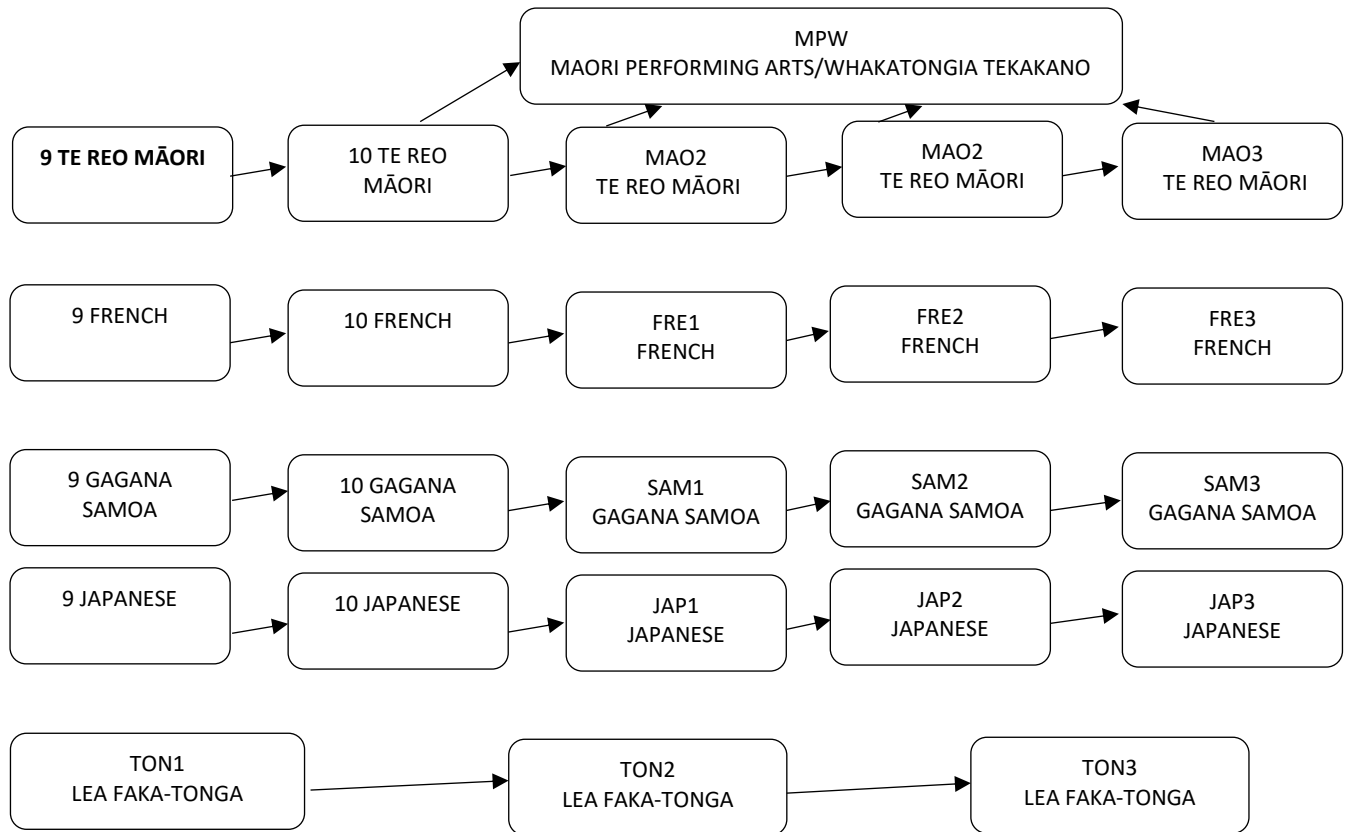 MPW
MAORI PERFORMING ARTS/WHAKATONGIA TEKAKANO
9 TE REO MĀORI
10 TE REO
MĀORI
MAO2
TE REO MĀORI
MAO2
TE REO MĀORI
MAO3
TE REO MĀORI
9 FRENCH
10 FRENCH
FRE1
FRENCH
FRE2
FRENCH
FRE3
FRENCH
9 GAGANA
SAMOA
10 GAGANA
SAMOA
SAM1
GAGANA SAMOA
SAM2
GAGANA SAMOA
SAM3
GAGANA SAMOA
9 JAPANESE
10 JAPANESE
JAP1
JAPANESE
JAP2
JAPANESE
JAP3
JAPANESE
TON1
LEA FAKA-TONGA
TON2
LEA FAKA-TONGA
TON3
LEA FAKA-TONGA